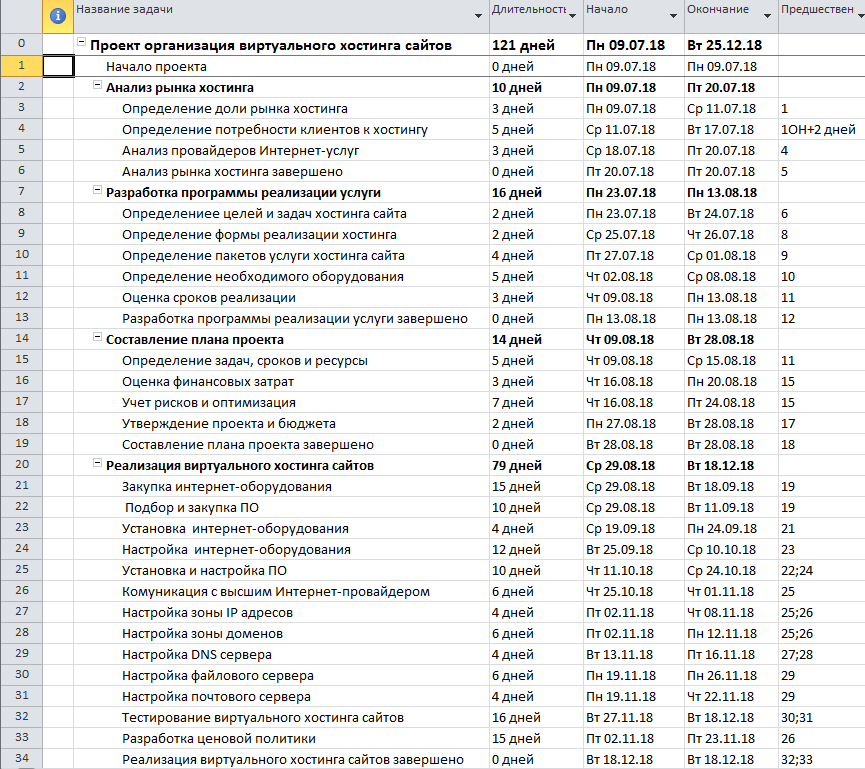 Название задачи Длительность Начало Окончание Предшествен
0 Проект организация виртуального хостинга сайтов 121 дней Пн 09.07.18 Вт 25.12.18
1 Начало проекта 0 дней Пн 09.07.18 Пн 09.07.18
2 Анализ рынка хостинга 10 дней Пн 09.07.18 Пт 20.07.18
3 Определение доли рынка хостинга 3 дней Пн 09.07.18 Ср 11.07.18 1
4 Определение потребности клиентов к хостингу 5 дней Ср 11.07.18 Вт 17.07.18 1ОН+2 дней
5 Анализ провайдеров Интернет-услуг 3 дней Ср 18.07.18 Пт 20.07.18 4
6 Анализ рынка хостинга завершено 0 дней Пт 20.07.18 Пт 20.07.18 5
7 Разработка программы реализации услуги 16 дней Пн 23.07.18 Пн 13.08.18
8 Определениее целей и задач хостинга сайта 2 дней Пн 23.07.18 Вт 24.07.18 6
9 Определение формы реализации хостинга 2 дней Ср 25.07.18 Чт 26.07.18 8
10 Определение пакетов услуги хостинга сайта 4 дней Пт 27.07.18 Ср 01.08.18 9
11 Определение необходимого оборудования 5 дней Чт 02.08.18 Ср 08.08.18 10
12 Оценка сроков реализации 3 дней Чт 09.08.18 Пн 13.08.18 11
13 Разработка программы реализации услуги завершено 0 дней Пн 13.08.18 Пн 13.08.18 12
14 Составление плана проекта 14 дней Чт 09.08.18 Вт 28.08.18
15 Определение задач, сроков и ресурсы 5 дней Чт 09.08.18 Ср 15.08.18 11
16 Оценка финансовых затрат 3 дней Чт 16.08.18 Пн 20.08.18 15
17 Учет рисков и оптимизация 7 дней Чт 16.08.18 Пт 24.08.18 15
18 Утверждение проекта и бюджета 2 дней Пн 27.08.18 Вт 28.08.18 17
19 Составление плана проекта завершено 0 дней Вт 28.08.18 Вт 28.08.18 18
20 Реализация виртуального хостинга сайтов 79 дней Ср 29.08.18 Вт 18.12.18
21 Закупка интернет-оборудования 15 дней Ср 29.08.18 Вт 18.09.18 19
22 Подбор и закупка ПО 10 дней Ср 29.08.18 Вт 11.09.18 19
23 Установка интернет-оборудования 4 дней Ср 19.09.18 Пн 24.09.18 21
24 Настройка интернет-оборудования 12 дней Вт 25.09.18 Ср 10.10.18 23
25 Установка и настройка ПО 10 дней Чт 11.10.18 Ср 24.10.18 22;24
26 Комуникация с высшим Интернет-провайдером 6 дней Чт 25.10.18 Чт 01.11.18 25
27 Настройка зоны IP адресов 4 дней Пт 02.11.18 Чт 08.11.18 25;26
28 Настройка зоны доменов 6 дней Пт 02.11.18 Пн 12.11.18 25;26
29 Настройка DNS сервера 4 дней Вт 13.11.18 Пт 16.11.18 27;28
30 Настройка файлового сервера 6 дней Пн 19.11.18 Пн 26.11.18 29
31 Настройка почтового сервера 4 дней Пн 19.11.18 Чт 22.11.18 29
32 Тестирование виртуального хостинга сайтов 16 дней Вт 27.11.18 Вт 18.12.18 30;31
33 Разработка ценовой политики 15 дней Пт 02.11.18 Пт 23.11.18 26
34 Реализация виртуального хостинга сайтов завершено 0 дней Вт 18.12.18 Вт 18.12.18 32;33